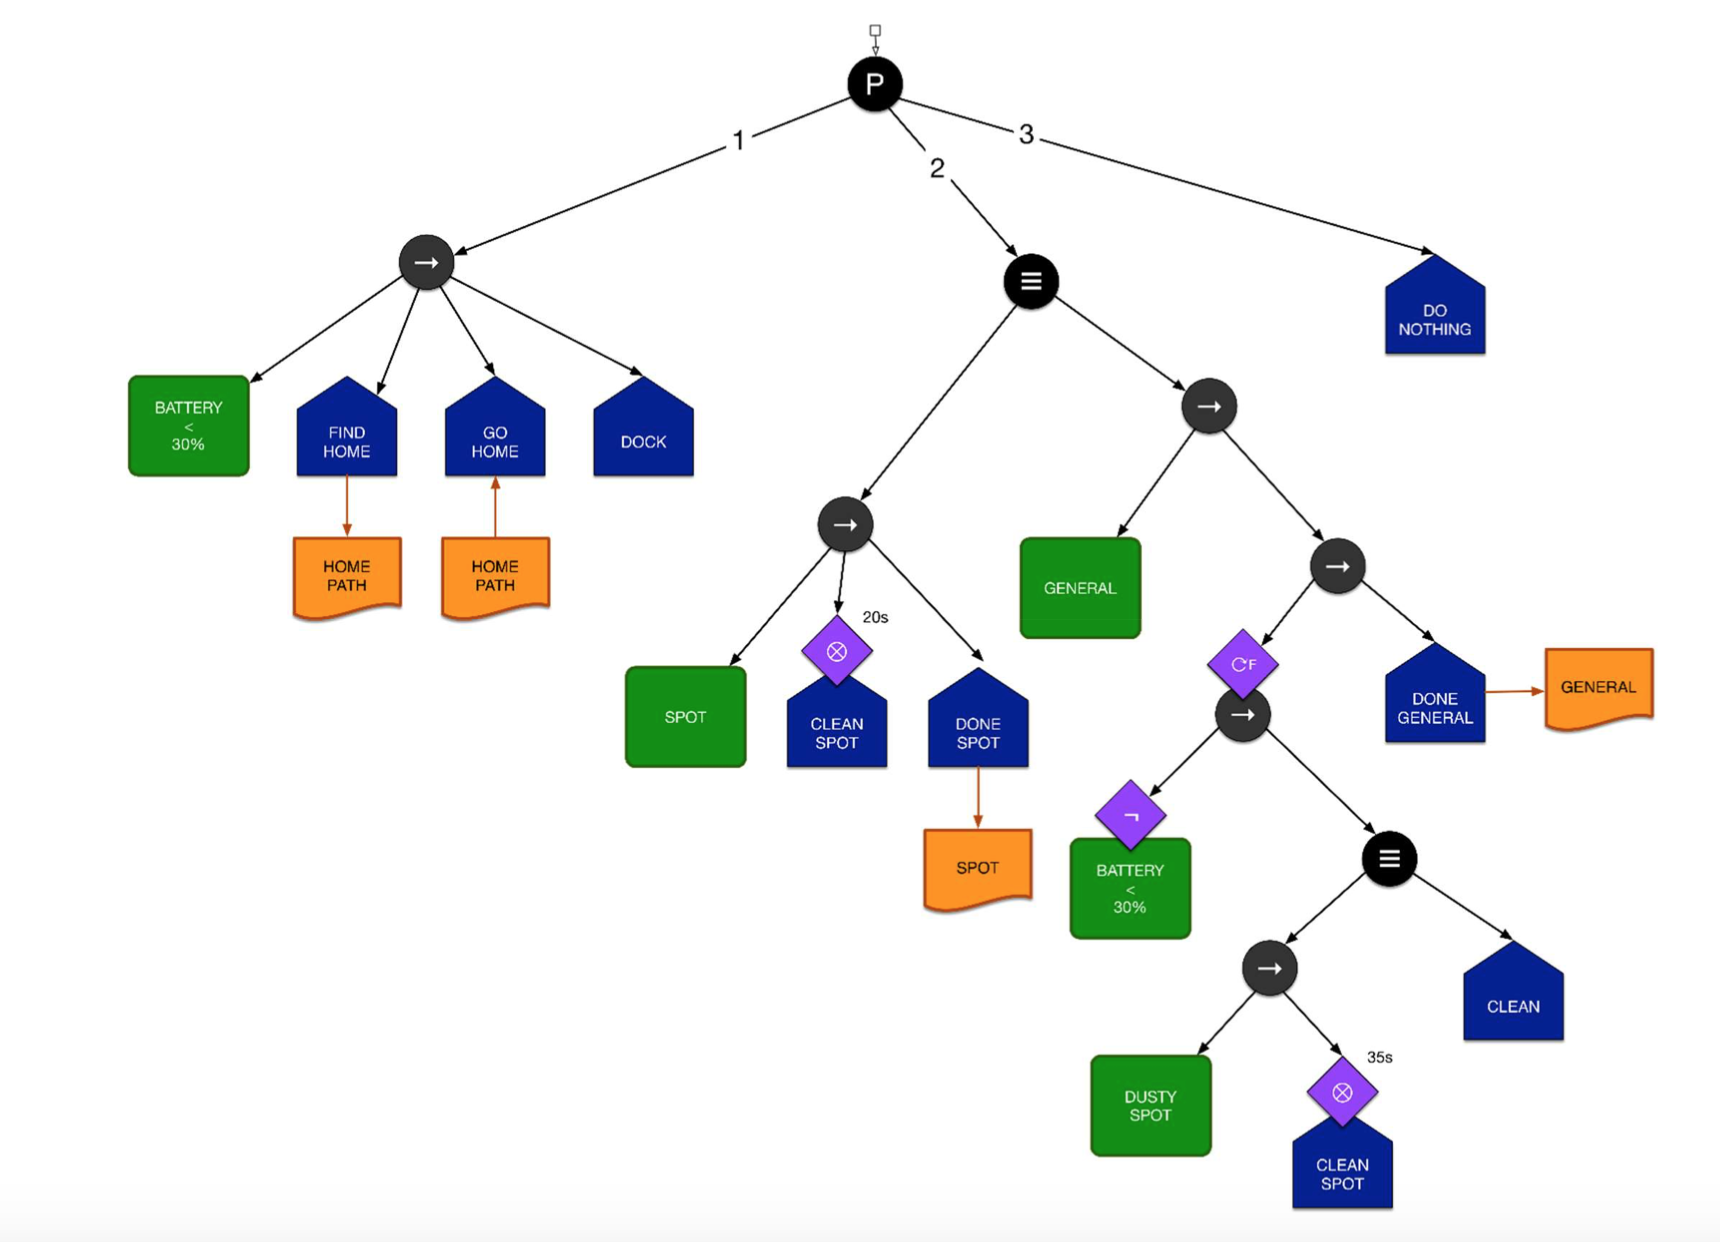 P
1
2
3
→
≡
DO
NOTHING
→
BATTERY
<
30%
FIND
HOME
GO
HOME
DOCK
HOME
PATH
HOME
PATH
→
→
GENERAL
→
20s
SPOT
CLEAN
SPOT
DONE
SPOT
SPOT
F
→
DONE
GENERAL
GENERAL
¬
BATTERY
<
30%
≡
→
CLEAN
DUSTY
SPOT
35s
CLEAN
SPOT